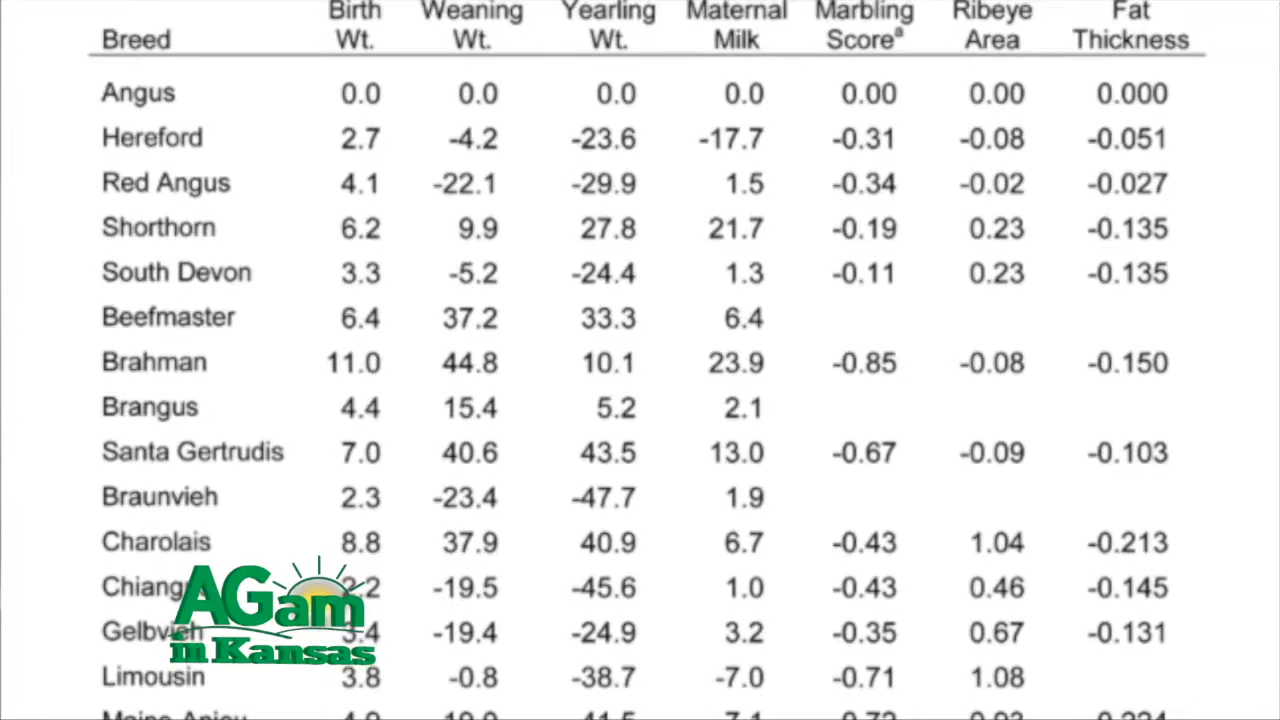 Birth Weaning Yearling Maternal Marbling Ribeye Fat
Breed Wt. Wt. Wt. Milk Scoreᵃ Area Thickness
Angus 0.0 0.0 0.0 0.0 0.00 0.00 0.000
Hereford 2.7 -4.2 -23.6 -17.7 -0.31 -0.08 -0.051
Red Angus 4.1 -22.1 -29.9 1.5 -0.34 -0.02 -0.027
Shorthorn 6.2 9.9 27.8 21.7 -0.19 0.23 -0.135
South Devon 3.3 -5.2 -24.4 1.3 -0.11 0.23 -0.135
Beefmaster 6.4 37.2 33.3 6.4
Brahman 11.0 44.8 10.1 23.9 -0.85 -0.08 -0.150
Brangus 4.4 15.4 5.2 2.1
Santa Gertrudis 7.0 40.6 43.5 13.0 -0.67 -0.09 -0.103
Braunvieh 2.3 -23.4 -47.7 1.9
Charolais 8.8 37.9 40.9 6.7 -0.43 1.04 -0.213
-19.5 -45.6 1.0 -0.43 0.46 -0.145
Gelbvieh 3.4 -19.4 -24.9 3.2 -0.35 0.67 -0.131
Limousin 3.8 -0.8 -38.7 -7.0 -0.71 1.08
AGam
in Kansas